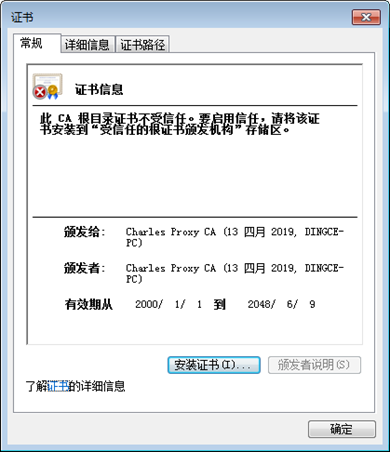 证书
常规 详细信息 证书路径
证书信息
此 CA 根目录证书不受信任。要启用信任，请将该证
书安装到“受信任的根证书颁发机构”存储区。
颁发给: Charles Proxy CA (13 四月 2019, DINGCE-
PC)
颁发者: Charles Proxy CA (13 四月 2019, DINGCE-
PC)
有效期从 2000/ 1/ 1 到 2048/ 6/ 9
安装证书(I)... 颁发者说明(S)
了解证书的详细信息
确定